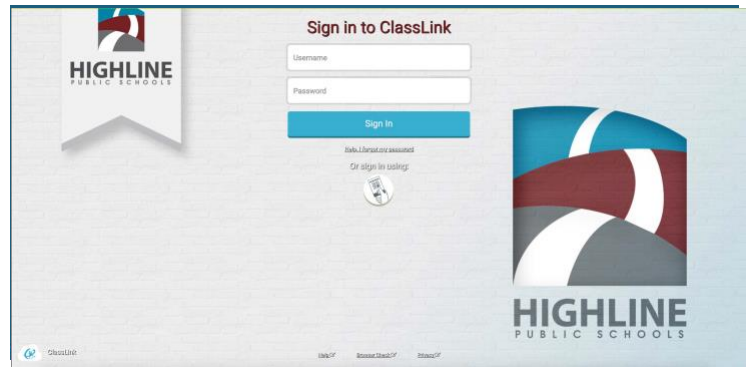 HIGHLINE
PUBLIC SCHOOLS
Sign in to ClassLink
Username
Password
Sign In
Help, I forgot my password
Or sign in using:
HIGHLINE
PUBLIC SCHOOLS
ClassLink
Help
Browser Check
Privacy